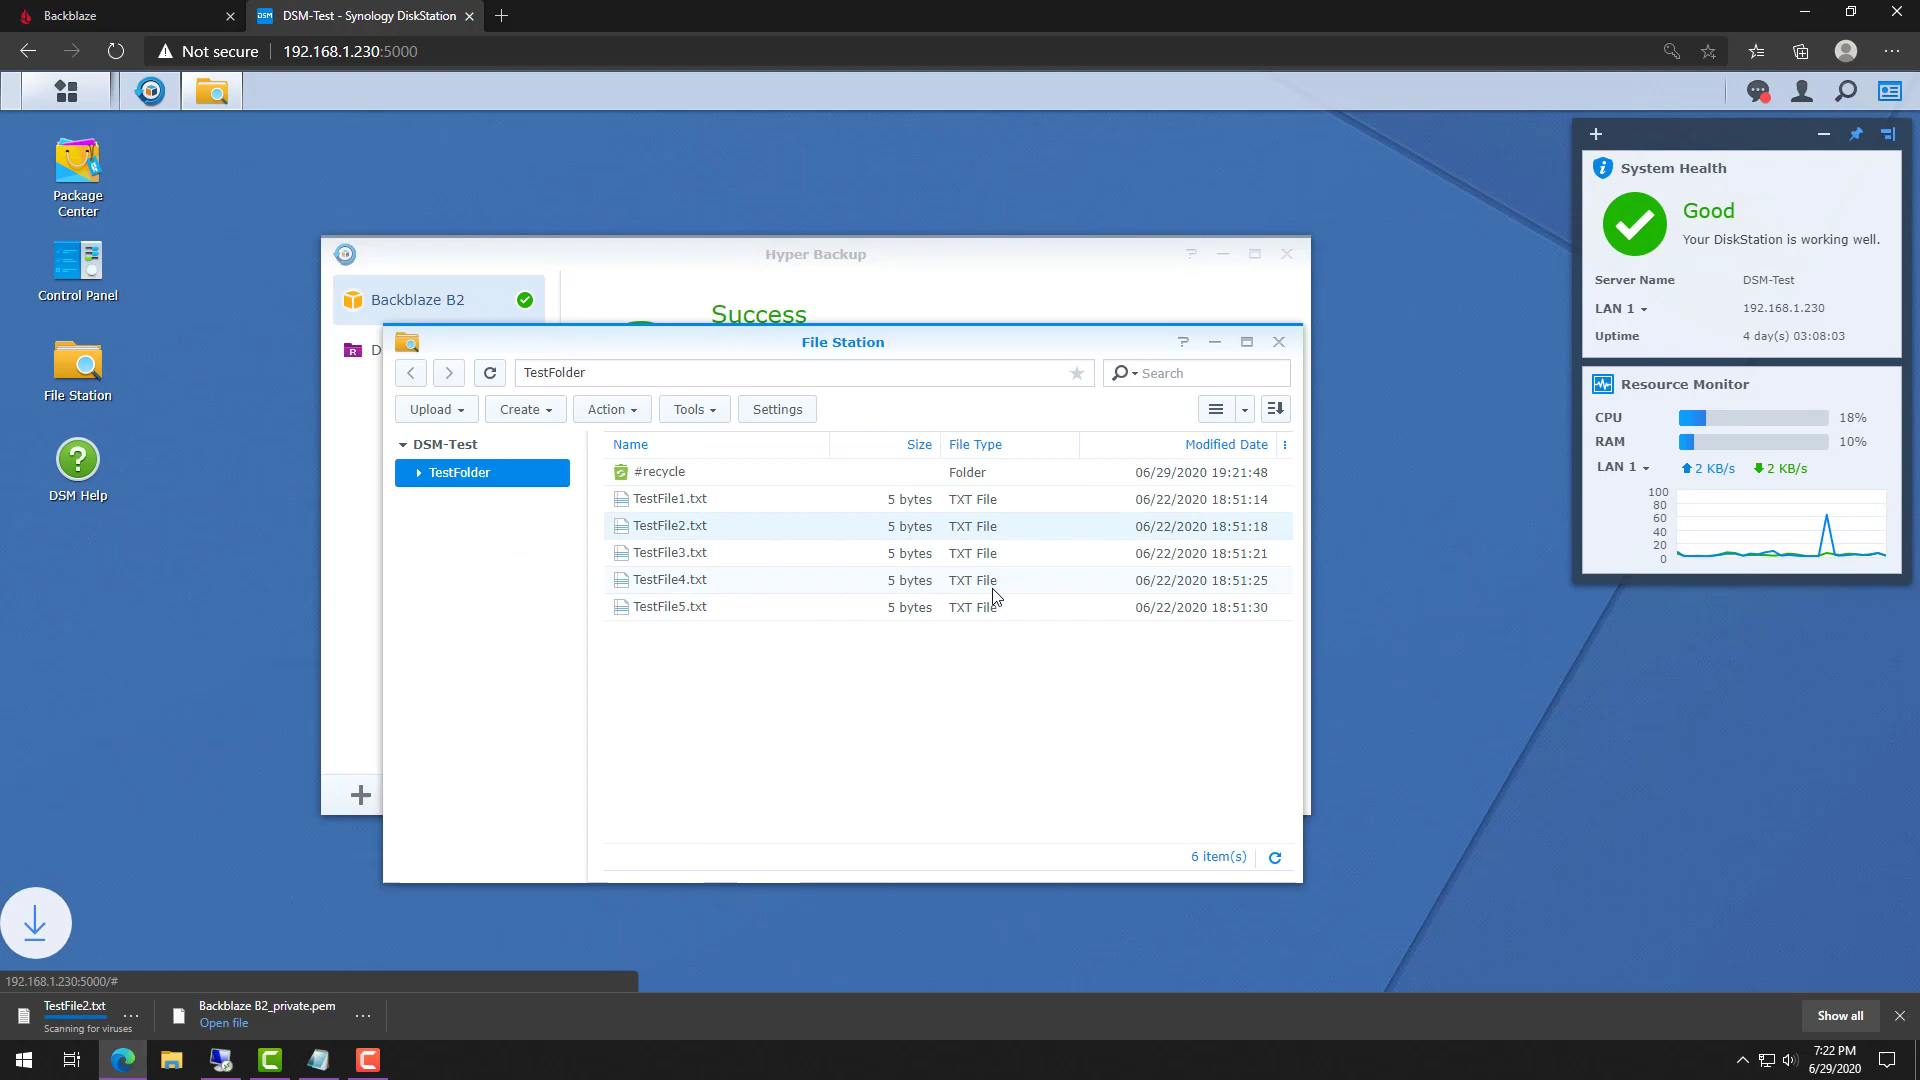 Backblaze
DSM-Test - Synology DiskStation
Not secure
192.168.1.230:5000
Package
Center
Control Panel
File Station
DSM Help
Hyper Backup
Backblaze B2
Success
D
File Station
TestFolder
Search
Upload
Create
Action
Tools
Settings
DSM-Test
TestFolder
Name Size File Type Modified Date
#recycle Folder 06/29/2020 19:21:48
TestFile1.txt 5 bytes TXT File 06/22/2020 18:51:14
TestFile2.txt 5 bytes TXT File 06/22/2020 18:51:18
TestFile3.txt 5 bytes TXT File 06/22/2020 18:51:21
TestFile4.txt 5 bytes TXT File 06/22/2020 18:51:25
TestFile5.txt 5 bytes TXT File 06/22/2020 18:51:30
6 item(s)
System Health
Good
Your DiskStation is working well.
Server Name DSM-Test
LAN 1 192.168.1.230
Uptime 4 day(s) 03:08:03
Resource Monitor
CPU 18%
RAM 10%
LAN 1 2 KB/s 2 KB/s
100
80
60
40
20
0
192.168.1.230:5000/#
TestFile2.txt
Scanning for viruses
Backblaze B2_private.pem
Open file
Show all
7:22 PM
6/29/2020